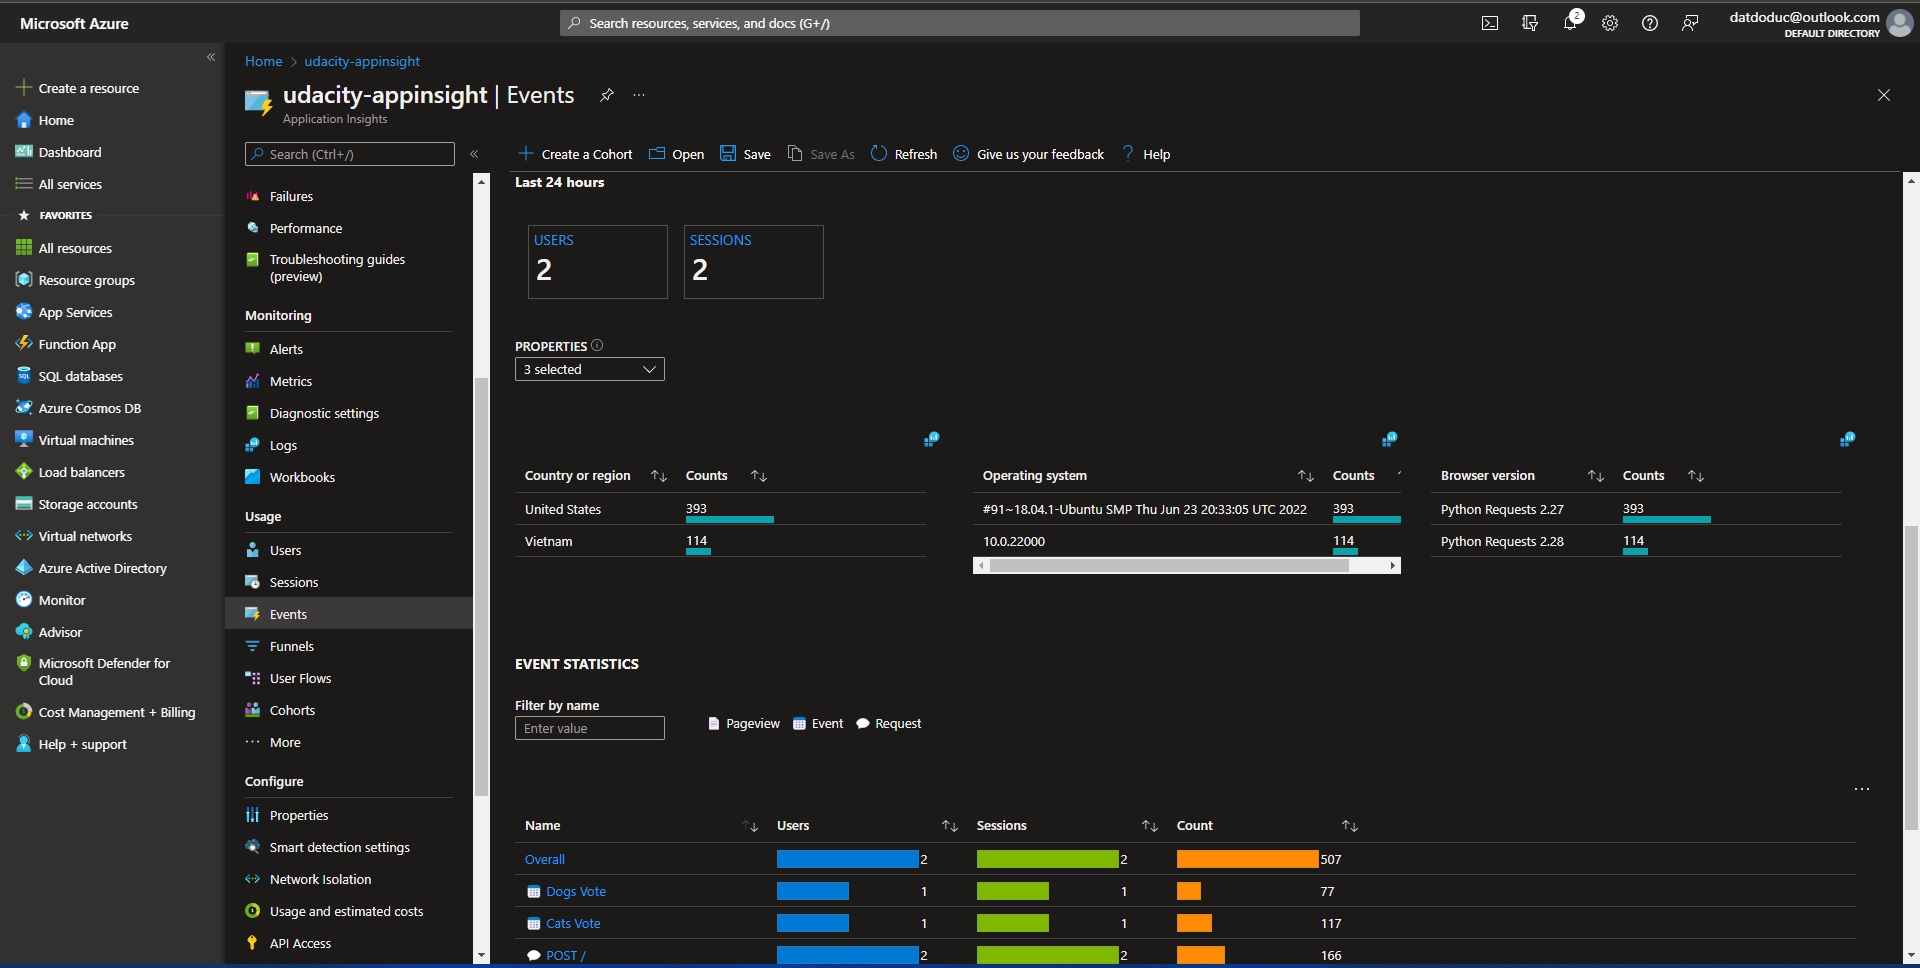 Microsoft Azure
Search resources, services, and docs (G+/)
2
datdoduc@outlook.com
DEFAULT DIRECTORY
Create a resource
Home
Dashboard
All services
FAVORITES
All resources
Resource groups
App Services
Function App
SQL databases
Azure Cosmos DB
Virtual machines
Load balancers
Storage accounts
Virtual networks
Azure Active Directory
Monitor
Advisor
Microsoft Defender for
Cloud
Cost Management + Billing
Help + support
Home > udacity-appinsight
udacity-appinsight | Events
Application Insights
Search (Ctrl+/)
Failures
Performance
Troubleshooting guides
(preview)
Monitoring
Alerts
Metrics
Diagnostic settings
Logs
Workbooks
Usage
Users
Sessions
Events
Funnels
User Flows
Cohorts
More
Configure
Properties
Smart detection settings
Network Isolation
Usage and estimated costs
API Access
Create a Cohort Open Save Save As Refresh Give us your feedback Help
Last 24 hours
USERS SESSIONS
2 2
PROPERTIES
3 selected
Country or region Counts
United States 393
Vietnam 114
Operating system Counts
#91~18.04.1-Ubuntu SMP Thu Jun 23 20:33:05 UTC 2022 393
10.0.22000 114
Browser version Counts
Python Requests 2.27 393
Python Requests 2.28 114
EVENT STATISTICS
Filter by name
Enter value
Pageview Event Request
Name Users Sessions Count
Overall 2 2 507
Dogs Vote 1 1 77
Cats Vote 1 1 117
POST / 2 2 166